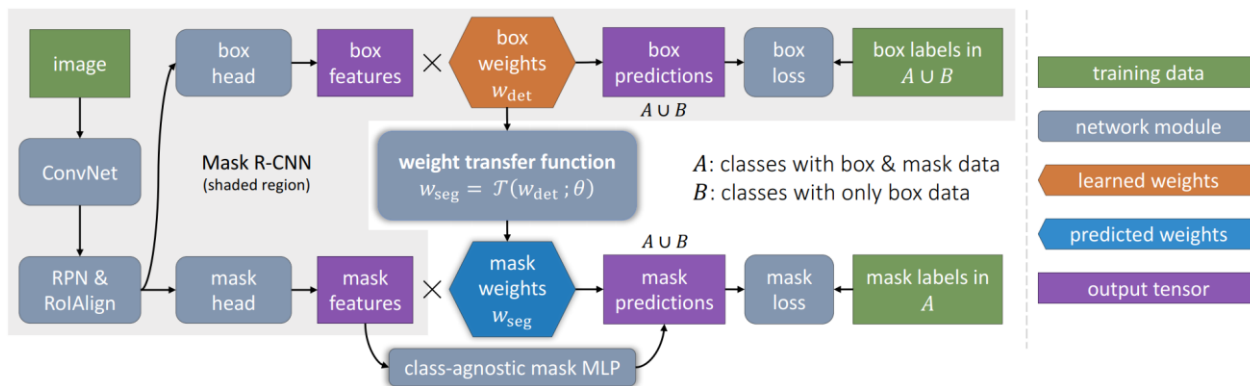 image
box
head
box
features
×
box
weights
w_det
box
predictions
A ∪ B
box
loss
box labels in
A ∪ B
ConvNet
Mask R-CNN
(shaded region)
weight transfer function
w_seg = 𝒯(w_det ; θ)
A: classes with box & mask data
B: classes with only box data
RPN &
RoIAlign
mask
head
mask
features
×
mask
weights
w_seg
A ∪ B
mask
predictions
mask
loss
mask labels in
A
class-agnostic mask MLP
training data
network module
learned weights
predicted weights
output tensor